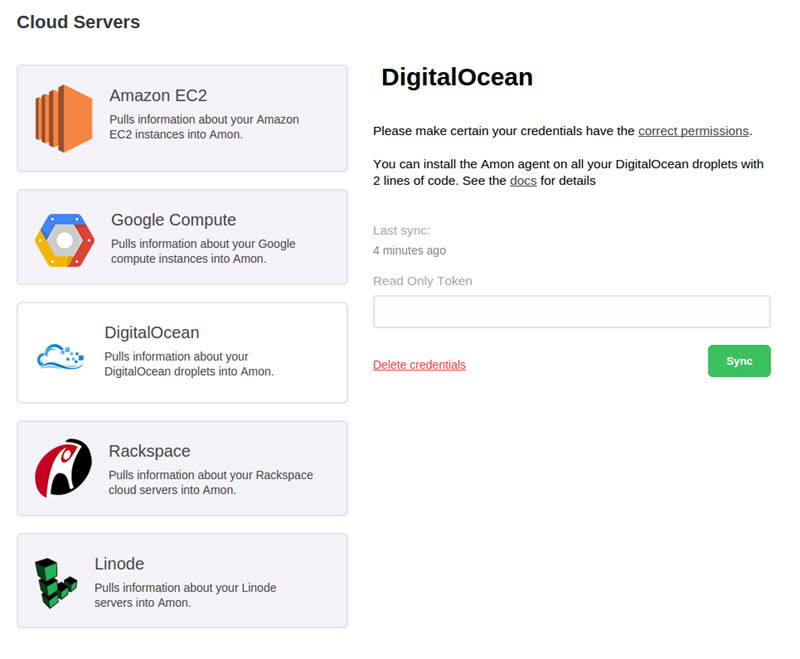 Cloud Servers
Amazon EC2
Pulls information about your Amazon
EC2 instances into Amon.
Google Compute
Pulls information about your Google
compute instances into Amon.
DigitalOcean
Pulls information about your
DigitalOcean droplets into Amon.
Rackspace
Pulls information about your Rackspace
cloud servers into Amon.
Linode
Pulls information about your Linode
servers into Amon.
DigitalOcean
Please make certain your credentials have the correct permissions.
You can install the Amon agent on all your DigitalOcean droplets with
2 lines of code. See the docs for details
Last sync:
4 minutes ago
Read Only Token
Delete credentials
Sync